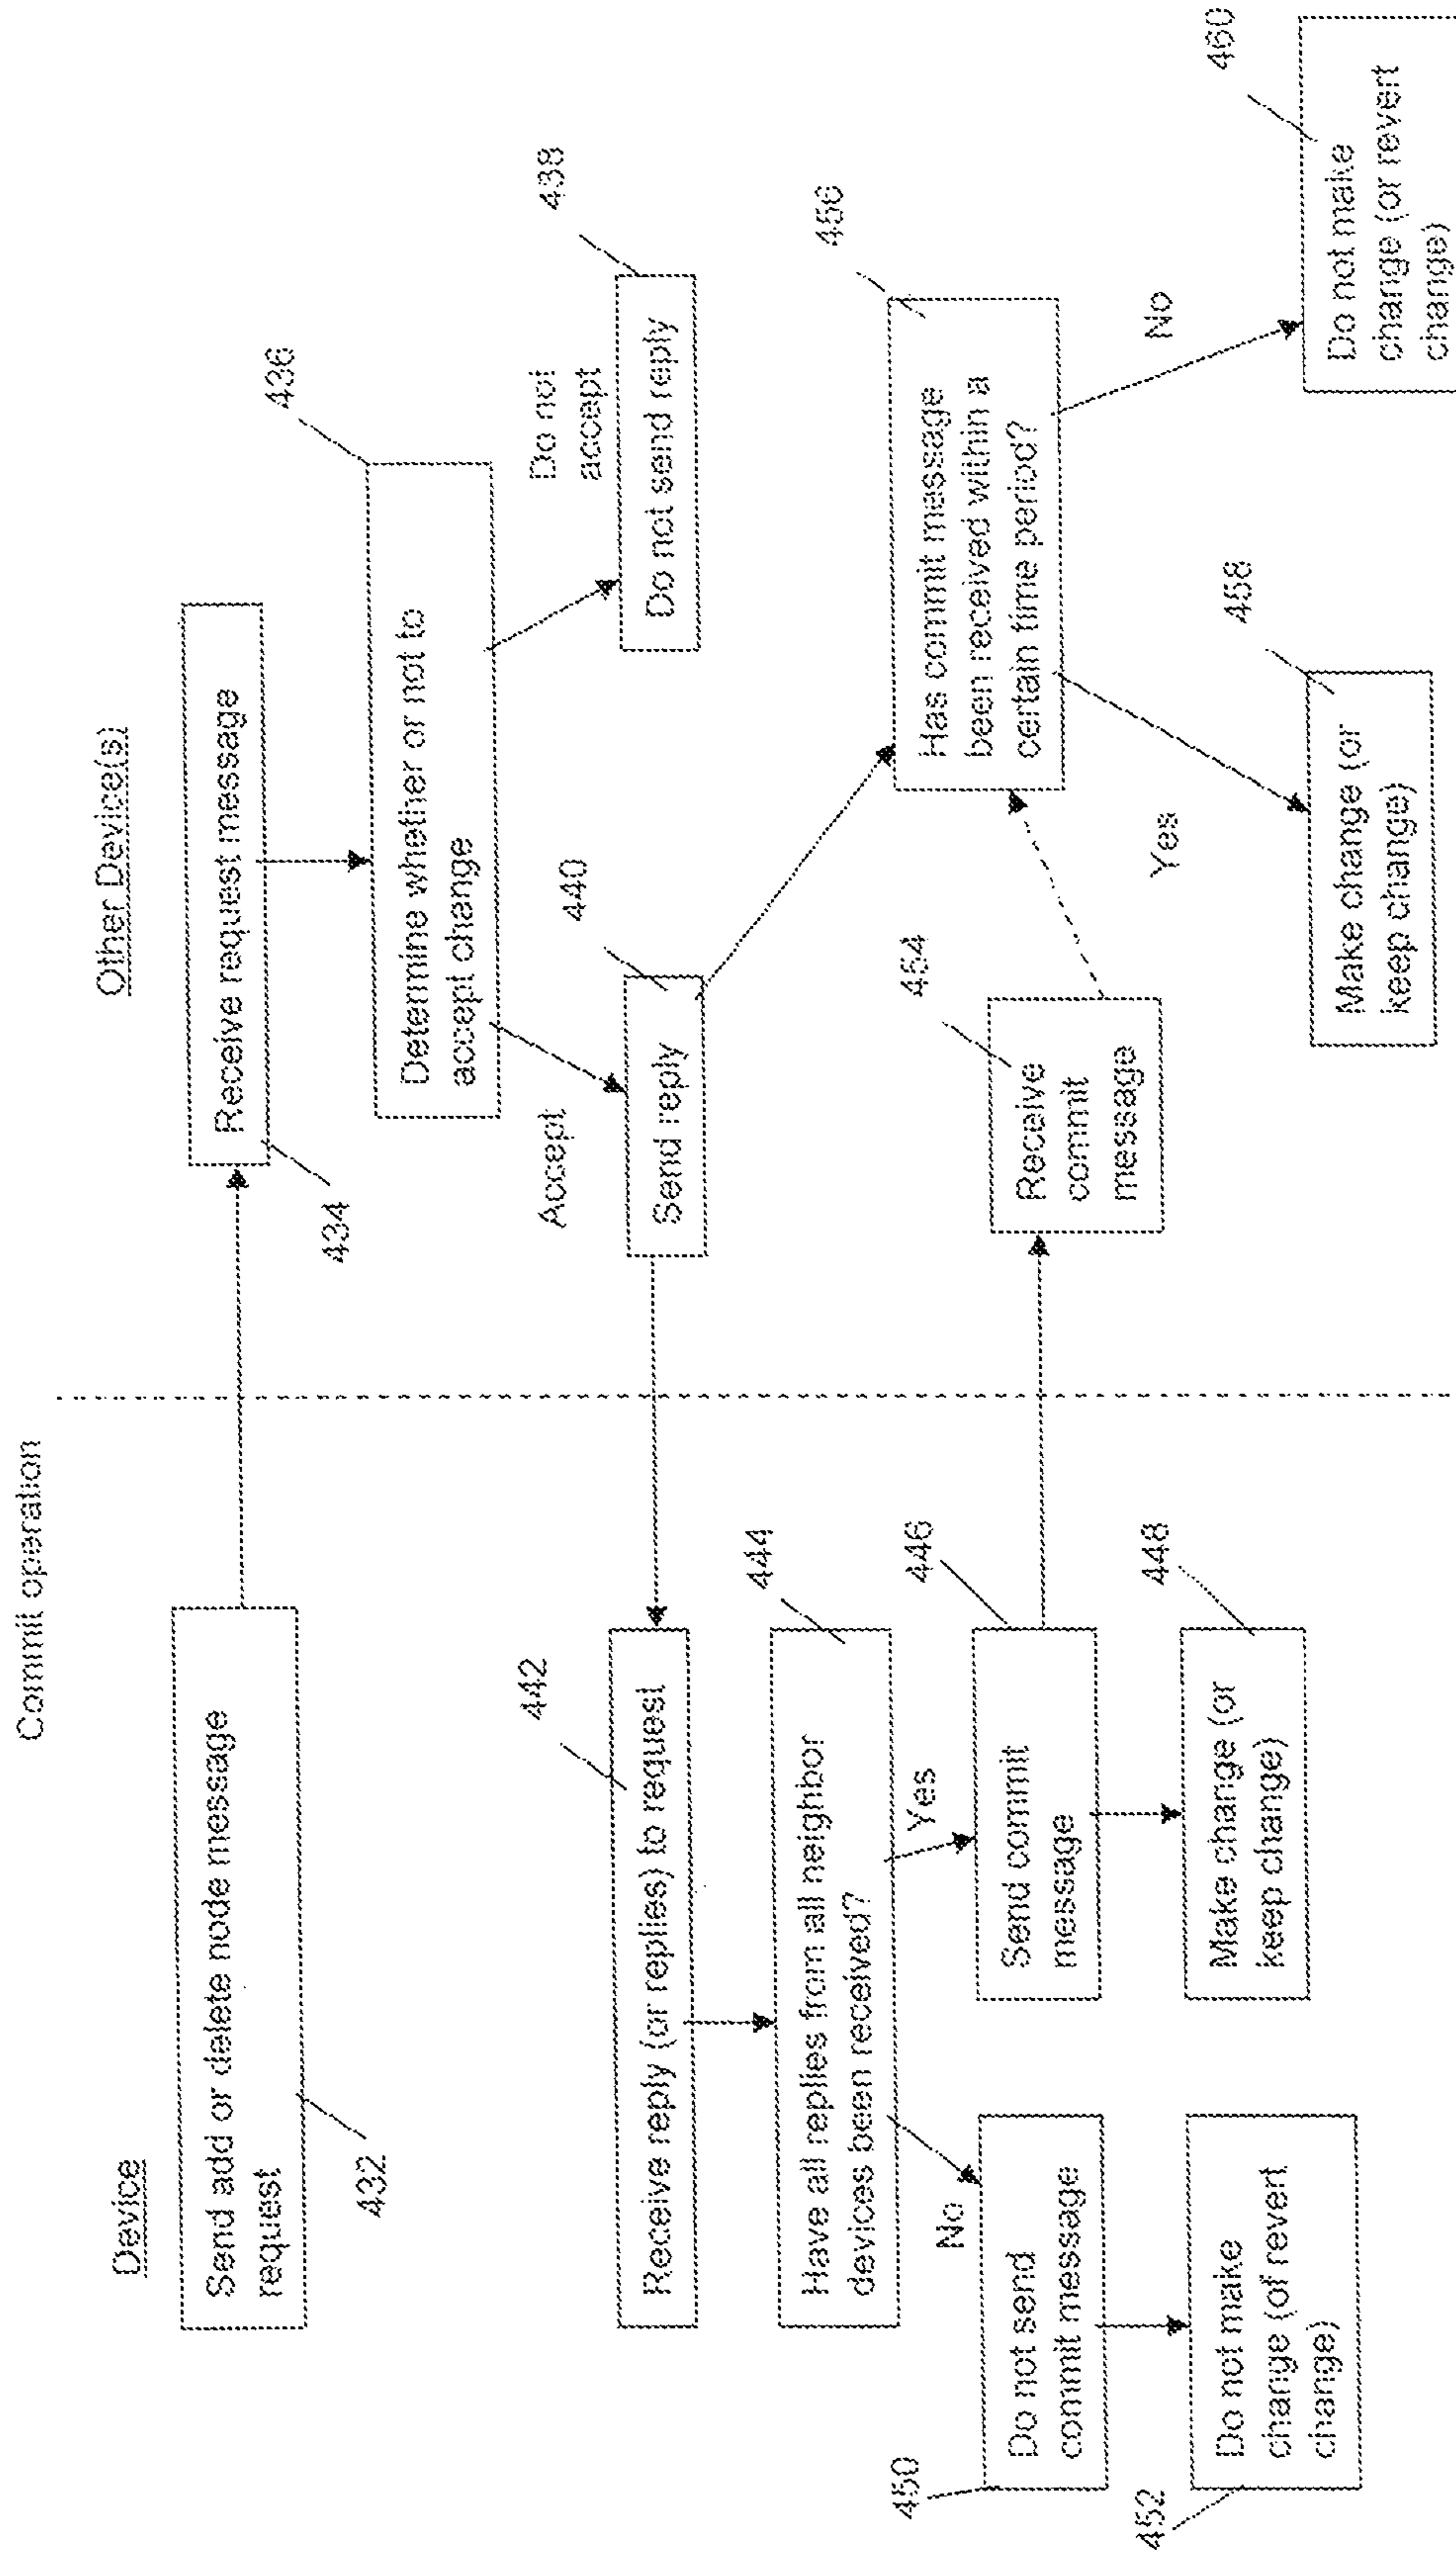 Commit operation
Device
Other Device(s)
Send add or delete node message
request
432
Receive request message
434
Determine whether or not to
accept change
436
Accept
Do not
accept
Send reply
440
Do not send reply
438
Receive reply (or replies) to request
442
Have all replies from all neighbor
devices been received?
444
Yes
No
Send commit
message
446
Make change (or
keep change)
448
Do not send
commit message
450
Do not make
change (of revert
change)
452
Receive
commit
message
454
Has commit message
been received within a
certain time period?
456
Yes
No
Make change (or
keep change)
458
Do not make
change (or revert
change)
460